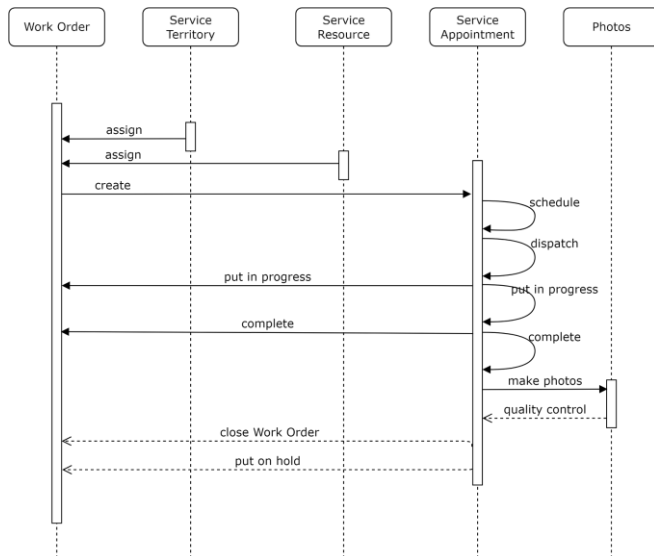 Work Order
Service
Territory
Service
Resource
Service
Appointment
Photos
assign
assign
create
schedule
dispatch
put in progress
put in progress
complete
complete
make photos
quality control
close Work Order
put on hold